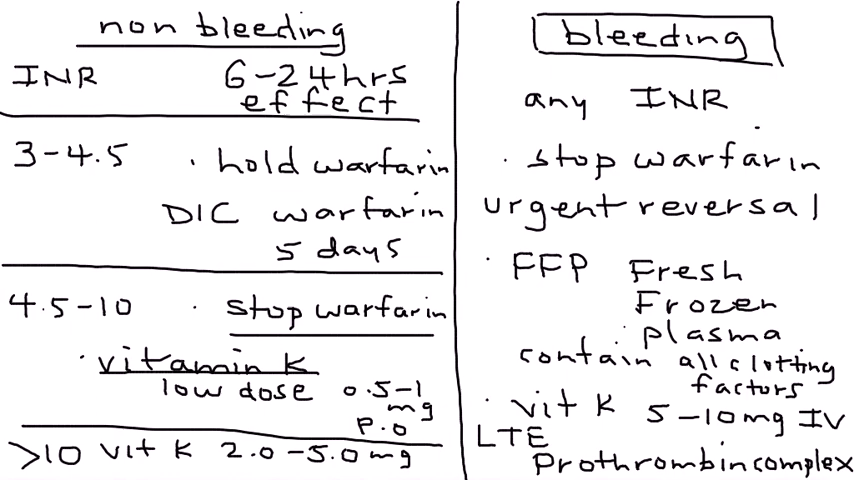 non bleeding
INR 6-24hrs
effect
3-4.5 · hold warfarin
DIC warfarin
5 days
4.5-10 · stop warfarin
· vitamin K
low dose 0.5-1
mg
P.O
>10 vit K 2.0-5.0mg
bleeding
any INR
· stop warfarin
urgent reversal
· FFP Fresh
Frozen
plasma
contain all clotting
factors
· vit K 5-10mg IV
LTE
Prothrombincomplex